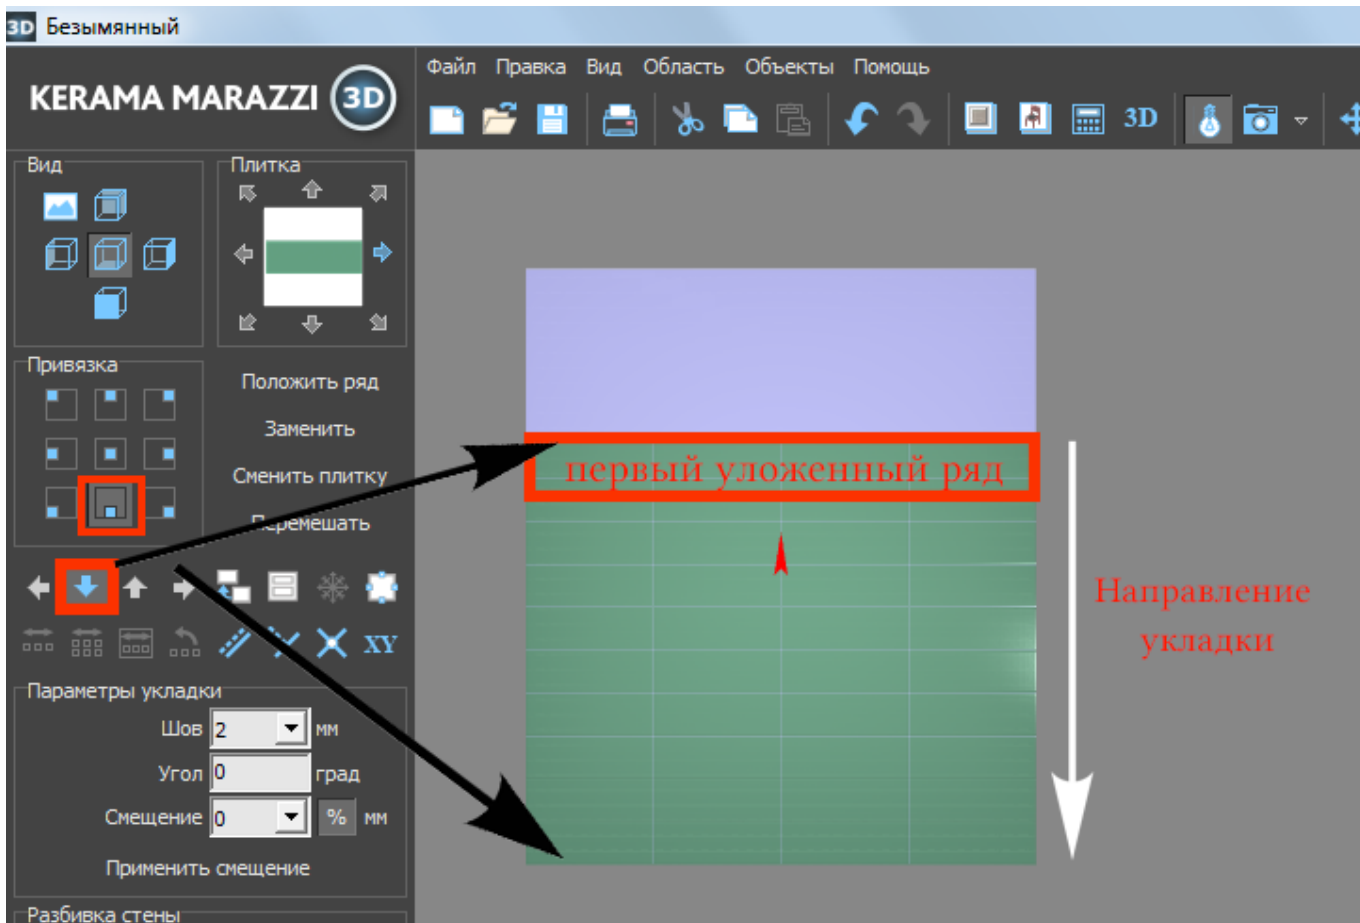 3D Безымянный
KERAMA MARAZZI 3D
Файл Правка Вид Область Объекты Помощь
3D
Вид
Плитка
Привязка
Положить ряд
Заменить
Сменить плитку
Перемешать
XY
Параметры укладки
Шов 2 мм
Угол 0 град
Смещение 0 % мм
Применить смещение
Разбивка стены
первый уложенный ряд
Направление
укладки